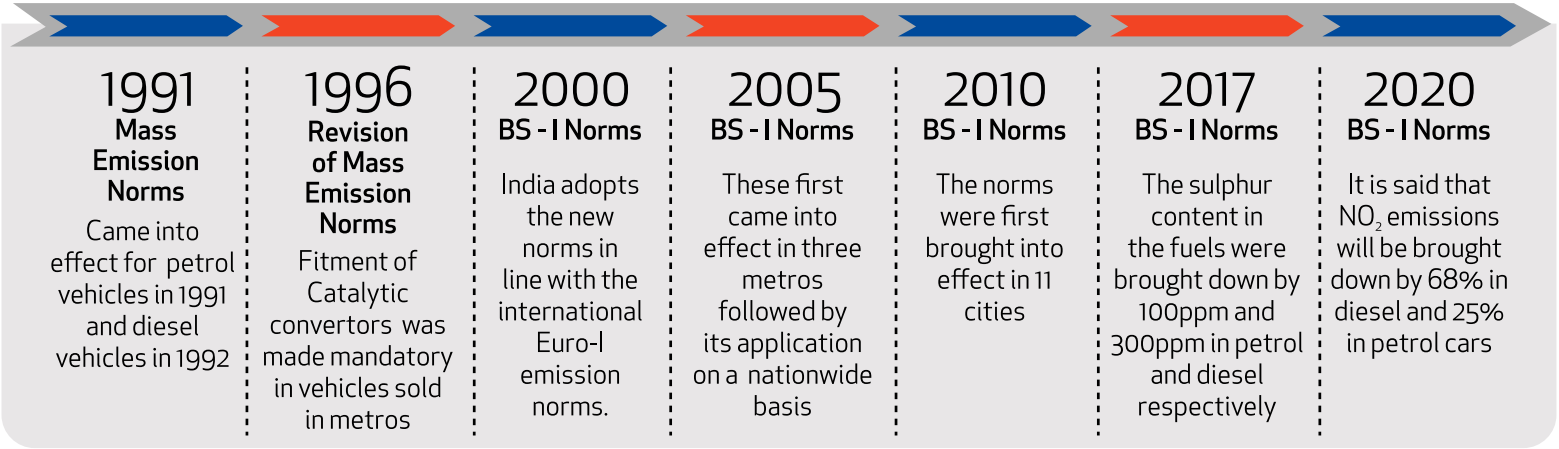 1991
Mass
Emission
Norms
Came into
effect for petrol
vehicles in 1991
and diesel
vehicles in 1992
1996
Revision
of Mass
Emission
Norms
Fitment of
Catalytic
convertors was
made mandatory
in vehicles sold
in metros
2000
BS - I Norms
India adopts
the new
norms in
line with the
international
Euro-I
emission
norms.
2005
BS - I Norms
These first
came into
effect in three
metros
followed by
its application
on a nationwide
basis
2010
BS - I Norms
The norms
were first
brought into
effect in 11
cities
2017
BS - I Norms
The sulphur
content in
the fuels were
brought down by
100ppm and
300ppm in petrol
and diesel
respectively
2020
BS - I Norms
It is said that
NO₂ emissions
will be brought
down by 68% in
diesel and 25%
in petrol cars